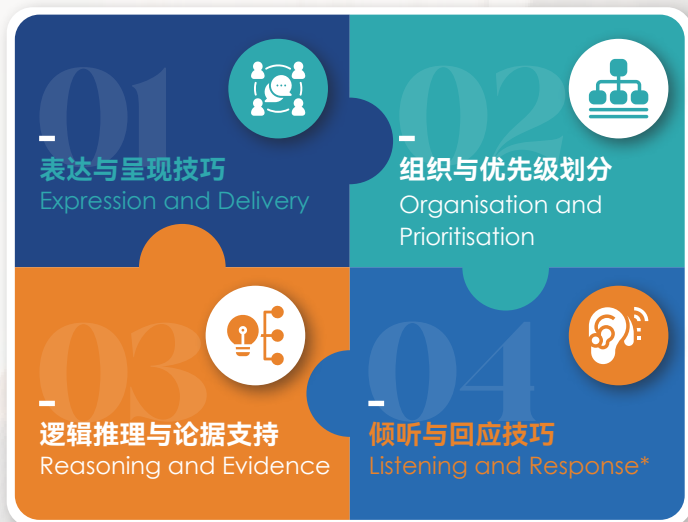 01
表达与呈现技巧
Expression and Delivery
02
组织与优先级划分
Organisation and
Prioritisation
03
逻辑推理与论据支持
Reasoning and Evidence
04
倾听与回应技巧
Listening and Response*